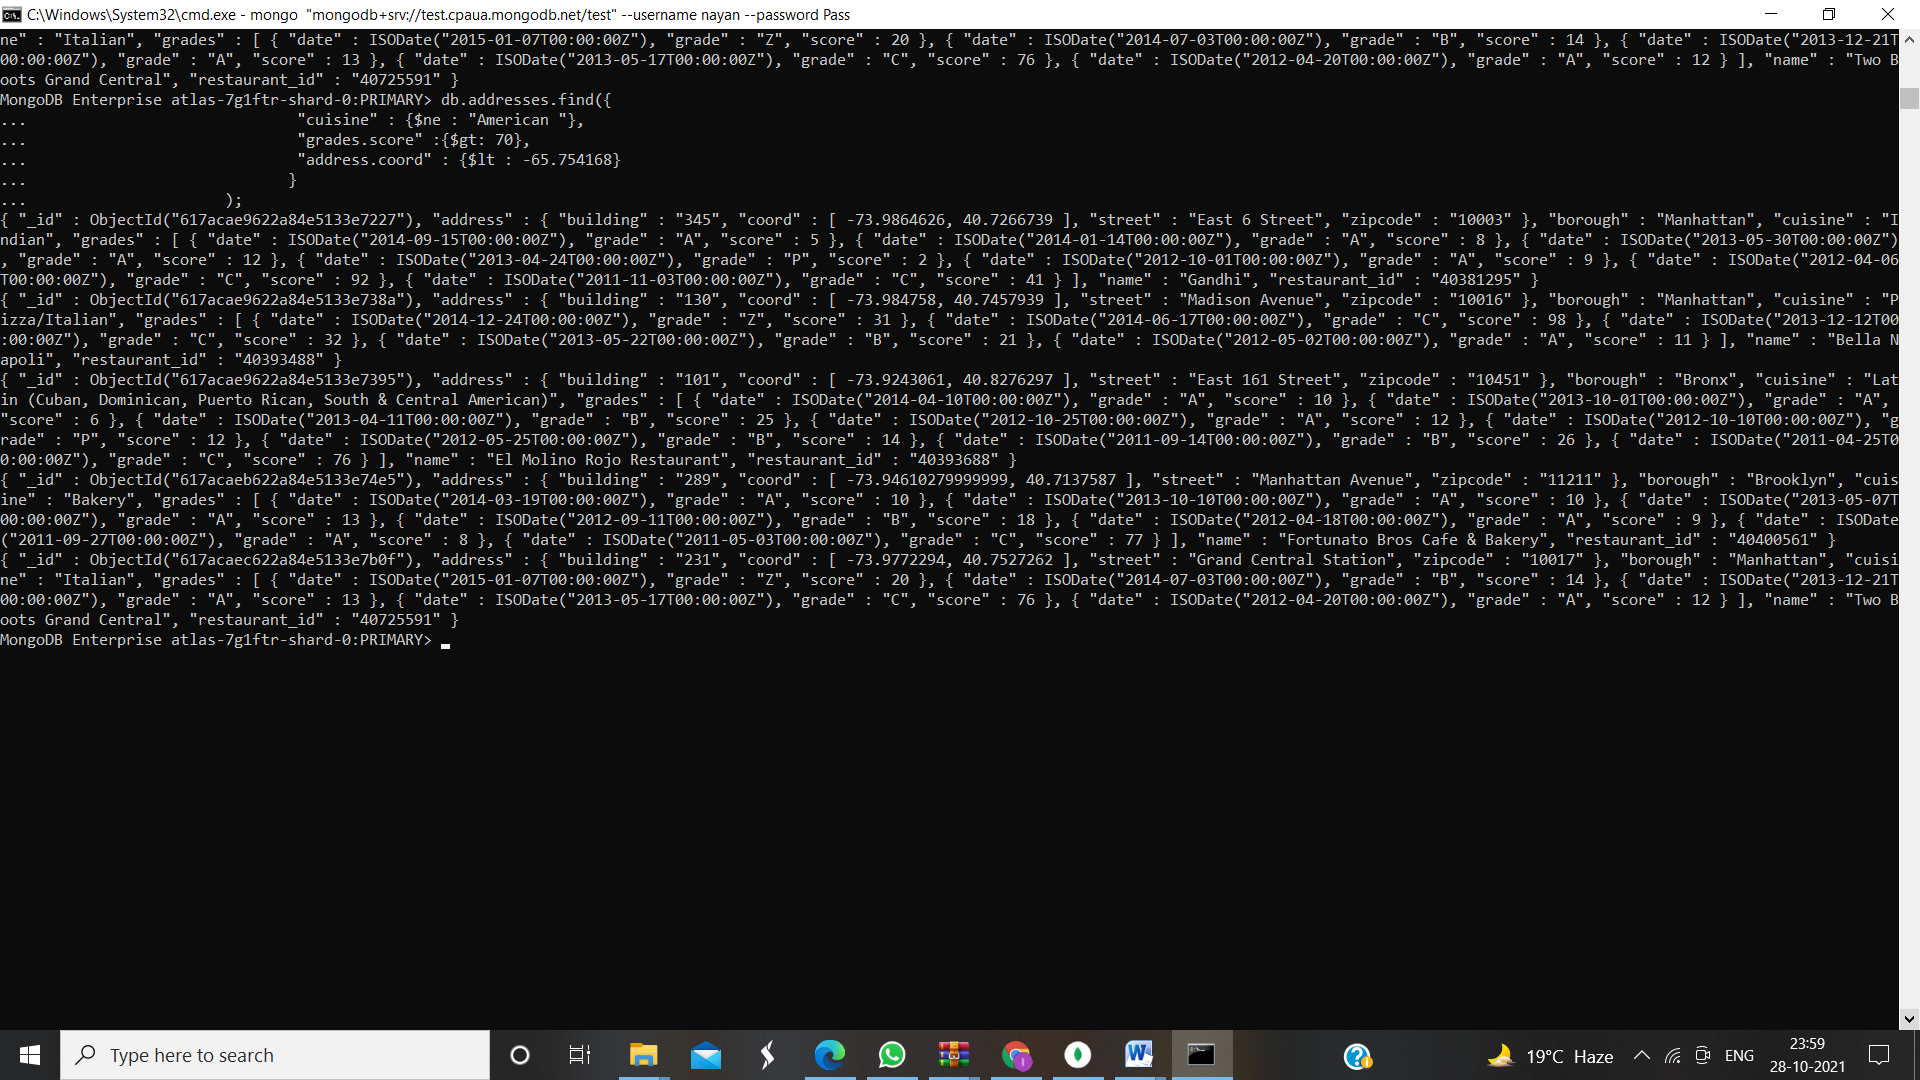 C:\Windows\System32\cmd.exe - mongo  "mongodb+srv://test.cpaua.mongodb.net/test" --username nayan --password Pass
ne" : "Italian", "grades" : [ { "date" : ISODate("2015-01-07T00:00:00Z"), "grade" : "Z", "score" : 20 }, { "date" : ISODate("2014-07-03T00:00:00Z"), "grade" : "B", "score" : 14 }, { "date" : ISODate("2013-12-21T
00:00:00Z"), "grade" : "A", "score" : 13 }, { "date" : ISODate("2013-05-17T00:00:00Z"), "grade" : "C", "score" : 76 }, { "date" : ISODate("2012-04-20T00:00:00Z"), "grade" : "A", "score" : 12 } ], "name" : "Two B
oots Grand Central", "restaurant_id" : "40725591" }
MongoDB Enterprise atlas-7g1ftr-shard-0:PRIMARY> db.addresses.find({
...                              "cuisine" : {$ne : "American "},
...                              "grades.score" :{$gt: 70},
...                              "address.coord" : {$lt : -65.754168}
...                             }
...                      );
{ "_id" : ObjectId("617acae9622a84e5133e7227"), "address" : { "building" : "345", "coord" : [ -73.9864626, 40.7266739 ], "street" : "East 6 Street", "zipcode" : "10003" }, "borough" : "Manhattan", "cuisine" : "I
ndian", "grades" : [ { "date" : ISODate("2014-09-15T00:00:00Z"), "grade" : "A", "score" : 5 }, { "date" : ISODate("2014-01-14T00:00:00Z"), "grade" : "A", "score" : 8 }, { "date" : ISODate("2013-05-30T00:00:00Z")
, "grade" : "A", "score" : 12 }, { "date" : ISODate("2013-04-24T00:00:00Z"), "grade" : "P", "score" : 2 }, { "date" : ISODate("2012-10-01T00:00:00Z"), "grade" : "A", "score" : 9 }, { "date" : ISODate("2012-04-06
T00:00:00Z"), "grade" : "C", "score" : 92 }, { "date" : ISODate("2011-11-03T00:00:00Z"), "grade" : "C", "score" : 41 } ], "name" : "Gandhi", "restaurant_id" : "40381295" }
{ "_id" : ObjectId("617acae9622a84e5133e738a"), "address" : { "building" : "130", "coord" : [ -73.984758, 40.7457939 ], "street" : "Madison Avenue", "zipcode" : "10016" }, "borough" : "Manhattan", "cuisine" : "P
izza/Italian", "grades" : [ { "date" : ISODate("2014-12-24T00:00:00Z"), "grade" : "Z", "score" : 31 }, { "date" : ISODate("2014-06-17T00:00:00Z"), "grade" : "C", "score" : 98 }, { "date" : ISODate("2013-12-12T00
:00:00Z"), "grade" : "C", "score" : 32 }, { "date" : ISODate("2013-05-22T00:00:00Z"), "grade" : "B", "score" : 21 }, { "date" : ISODate("2012-05-02T00:00:00Z"), "grade" : "A", "score" : 11 } ], "name" : "Bella N
apoli", "restaurant_id" : "40393488" }
{ "_id" : ObjectId("617acae9622a84e5133e7395"), "address" : { "building" : "101", "coord" : [ -73.9243061, 40.8276297 ], "street" : "East 161 Street", "zipcode" : "10451" }, "borough" : "Bronx", "cuisine" : "Lat
in (Cuban, Dominican, Puerto Rican, South & Central American)", "grades" : [ { "date" : ISODate("2014-04-10T00:00:00Z"), "grade" : "A", "score" : 10 }, { "date" : ISODate("2013-10-01T00:00:00Z"), "grade" : "A",
"score" : 6 }, { "date" : ISODate("2013-04-11T00:00:00Z"), "grade" : "B", "score" : 25 }, { "date" : ISODate("2012-10-25T00:00:00Z"), "grade" : "A", "score" : 12 }, { "date" : ISODate("2012-10-10T00:00:00Z"), "g
rade" : "P", "score" : 12 }, { "date" : ISODate("2012-05-25T00:00:00Z"), "grade" : "B", "score" : 14 }, { "date" : ISODate("2011-09-14T00:00:00Z"), "grade" : "B", "score" : 26 }, { "date" : ISODate("2011-04-25T0
0:00:00Z"), "grade" : "C", "score" : 76 } ], "name" : "El Molino Rojo Restaurant", "restaurant_id" : "40393688" }
{ "_id" : ObjectId("617acaeb622a84e5133e74e5"), "address" : { "building" : "289", "coord" : [ -73.94610279999999, 40.7137587 ], "street" : "Manhattan Avenue", "zipcode" : "11211" }, "borough" : "Brooklyn", "cuis
ine" : "Bakery", "grades" : [ { "date" : ISODate("2014-03-19T00:00:00Z"), "grade" : "A", "score" : 10 }, { "date" : ISODate("2013-10-10T00:00:00Z"), "grade" : "A", "score" : 10 }, { "date" : ISODate("2013-05-07T
00:00:00Z"), "grade" : "A", "score" : 13 }, { "date" : ISODate("2012-09-11T00:00:00Z"), "grade" : "B", "score" : 18 }, { "date" : ISODate("2012-04-18T00:00:00Z"), "grade" : "A", "score" : 9 }, { "date" : ISODate
("2011-09-27T00:00:00Z"), "grade" : "A", "score" : 8 }, { "date" : ISODate("2011-05-03T00:00:00Z"), "grade" : "C", "score" : 77 } ], "name" : "Fortunato Bros Cafe & Bakery", "restaurant_id" : "40400561" }
{ "_id" : ObjectId("617acaec622a84e5133e7b0f"), "address" : { "building" : "231", "coord" : [ -73.9772294, 40.7527262 ], "street" : "Grand Central Station", "zipcode" : "10017" }, "borough" : "Manhattan", "cuisi
ne" : "Italian", "grades" : [ { "date" : ISODate("2015-01-07T00:00:00Z"), "grade" : "Z", "score" : 20 }, { "date" : ISODate("2014-07-03T00:00:00Z"), "grade" : "B", "score" : 14 }, { "date" : ISODate("2013-12-21T
00:00:00Z"), "grade" : "A", "score" : 13 }, { "date" : ISODate("2013-05-17T00:00:00Z"), "grade" : "C", "score" : 76 }, { "date" : ISODate("2012-04-20T00:00:00Z"), "grade" : "A", "score" : 12 } ], "name" : "Two B
oots Grand Central", "restaurant_id" : "40725591" }
MongoDB Enterprise atlas-7g1ftr-shard-0:PRIMARY>
Type here to search
19°C Haze
ENG
23:59
28-10-2021